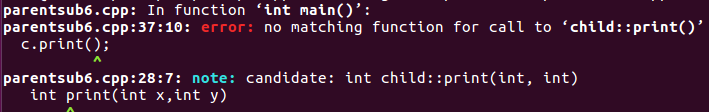 parentsub6.cpp: In function ‘int main()’:
parentsub6.cpp:37:10: error: no matching function for call to ‘child::print()’
c.print();
^
parentsub6.cpp:28:7: note: candidate: int child::print(int, int)
int print(int x,int y)
^